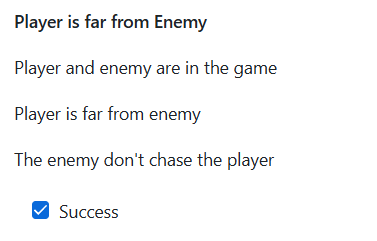 Player is far from Enemy
Player and enemy are in the game
Player is far from enemy
The enemy don't chase the player
Success